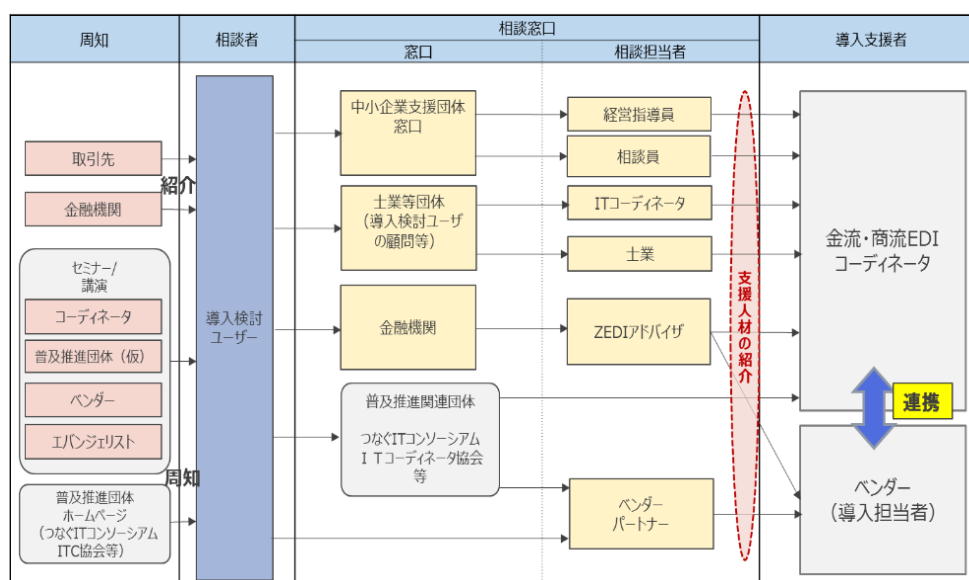 周知
相談者
相談窓口
窓口
相談担当者
導入支援者
取引先
紹介
金融機関
セミナー/
講演
コーディネータ
普及推進団体（仮）
ベンダー
エバンジェリスト
周知
普及推進団体
ホームページ
(つなぐITコンソーシアム
ITC協会等)
導入検討
ユーザー
中小企業支援団体
窓口
士業等団体
（導入検討ユーザ
の顧問等）
金融機関
普及推進関連団体
つなぐITコンソーシアム
ＩＴコーディネータ協会
等
経営指導員
相談員
ITコーディネータ
士業
ZEDIアドバイザ
ベンダー
パートナー
支援人材の紹介
金流・商流EDI
コーディネータ
連携
ベンダー
（導入担当者）